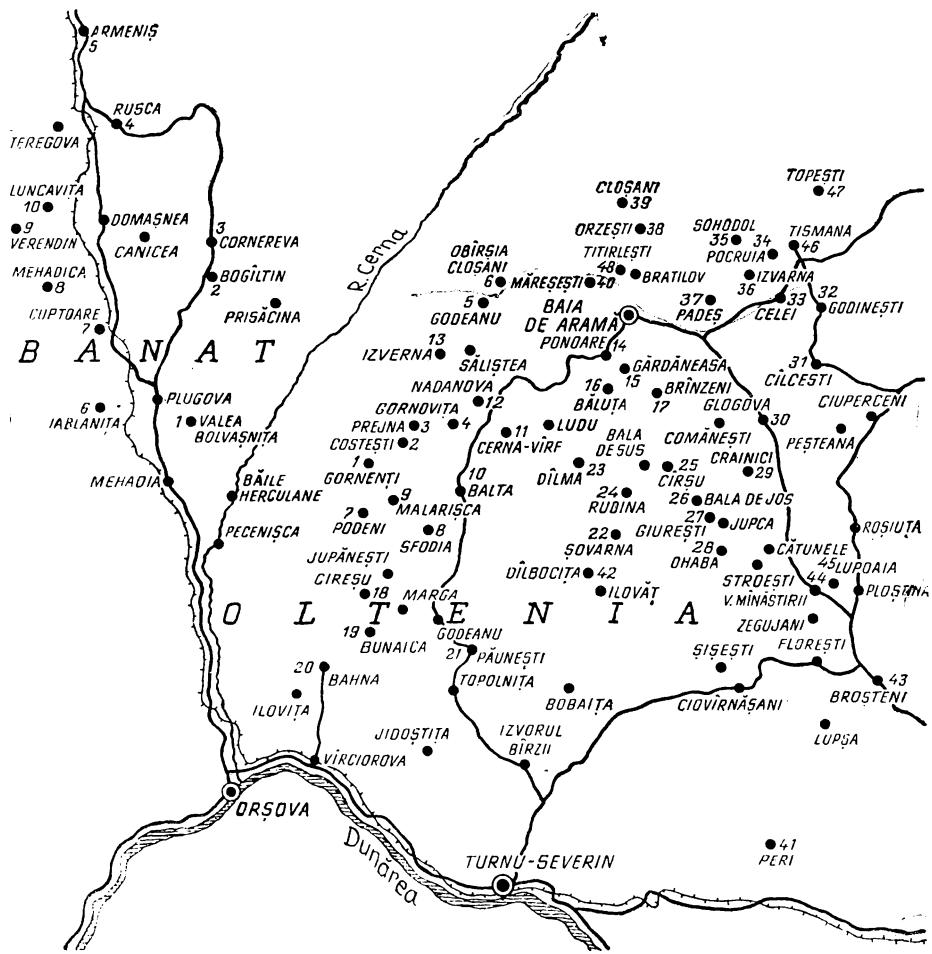 ARMENIȘ
5
RUSCA
4
TEREGOVA
LUNCAVIȚA
10
9
VERENDIN
DOMAȘNEA
CANICEA
3
CORNEREVA
MEHADICA
8
BOGÎLTIN
2
PRISĂCINA
CUPTOARE
7
R. Cerna
BANAT
PLUGOVA
6
IABLANIȚA
1
VALEA
BOLVAȘNIȚA
MEHADIA
BĂILE
HERCULANE
PECENIȘCA
CLOȘANI
39
ORZEȘTI
38
TITIRLEȘTI
48
BRATILOV
TOPEȘTI
47
SOHODOL
35
34
POCRUIA
TISMANA
46
IZVARNA
36
33
CELEI
32
GODINEȘTI
37
PADEȘ
OBÎRȘIA
CLOȘANI
6
MĂREȘEȘTI
40
5
GODEANU
BAIA
DE ARAMĂ
PONOARE
14
13
IZVERNA
SĂLIȘTEA
GĂRDĂNEASA
15
16
BĂLUȚA
BRÎNZENI
17
31
CÎLCEȘTI
CIUPERCENI
PEȘTEANA
NADANOVA
12
GORNOVIȚA
4
PREJNA
3
COSTEȘTI
2
1
GORNENȚI
11
CERNA-VÎRF
LUDU
GLOGOVA
30
COMĂNEȘTI
BALA
DE SUS
25
CÎRȘU
CRAINICI
29
DÎLMA
23
10
BALTA
24
RUDINA
26
BALA DE JOS
27
JUPCA
GIUREȘTI
9
MALARIȘCA
7
PODENI
8
SFODIA
22
ȘOVARNA
28
OHABA
CĂTUNELE
STROEȘTI
ROȘIUȚA
JUPĂNEȘTI
CIREȘU
18
DÎLBOCIȚA
42
ILOVĂȚ
45
LUPOAIA
44
V. MÎNĂSTIRII
PLOȘTINA
MARGA
OLTENIA
19
BUNAICA
GODEANU
21
PĂUNEȘTI
ZEGUJANI
FLOREȘTI
ȘIȘEȘTI
20
BAHNA
TOPOLNIȚA
ILOVIȚA
BOBAIȚA
CIOVÎRNĂȘANI
43
BROȘTENI
JIDOȘTIȚA
IZVORUL
BÎRZII
LUPȘA
VÎRCIOROVA
ORȘOVA
Dunărea
TURNU-SEVERIN
41
PERI